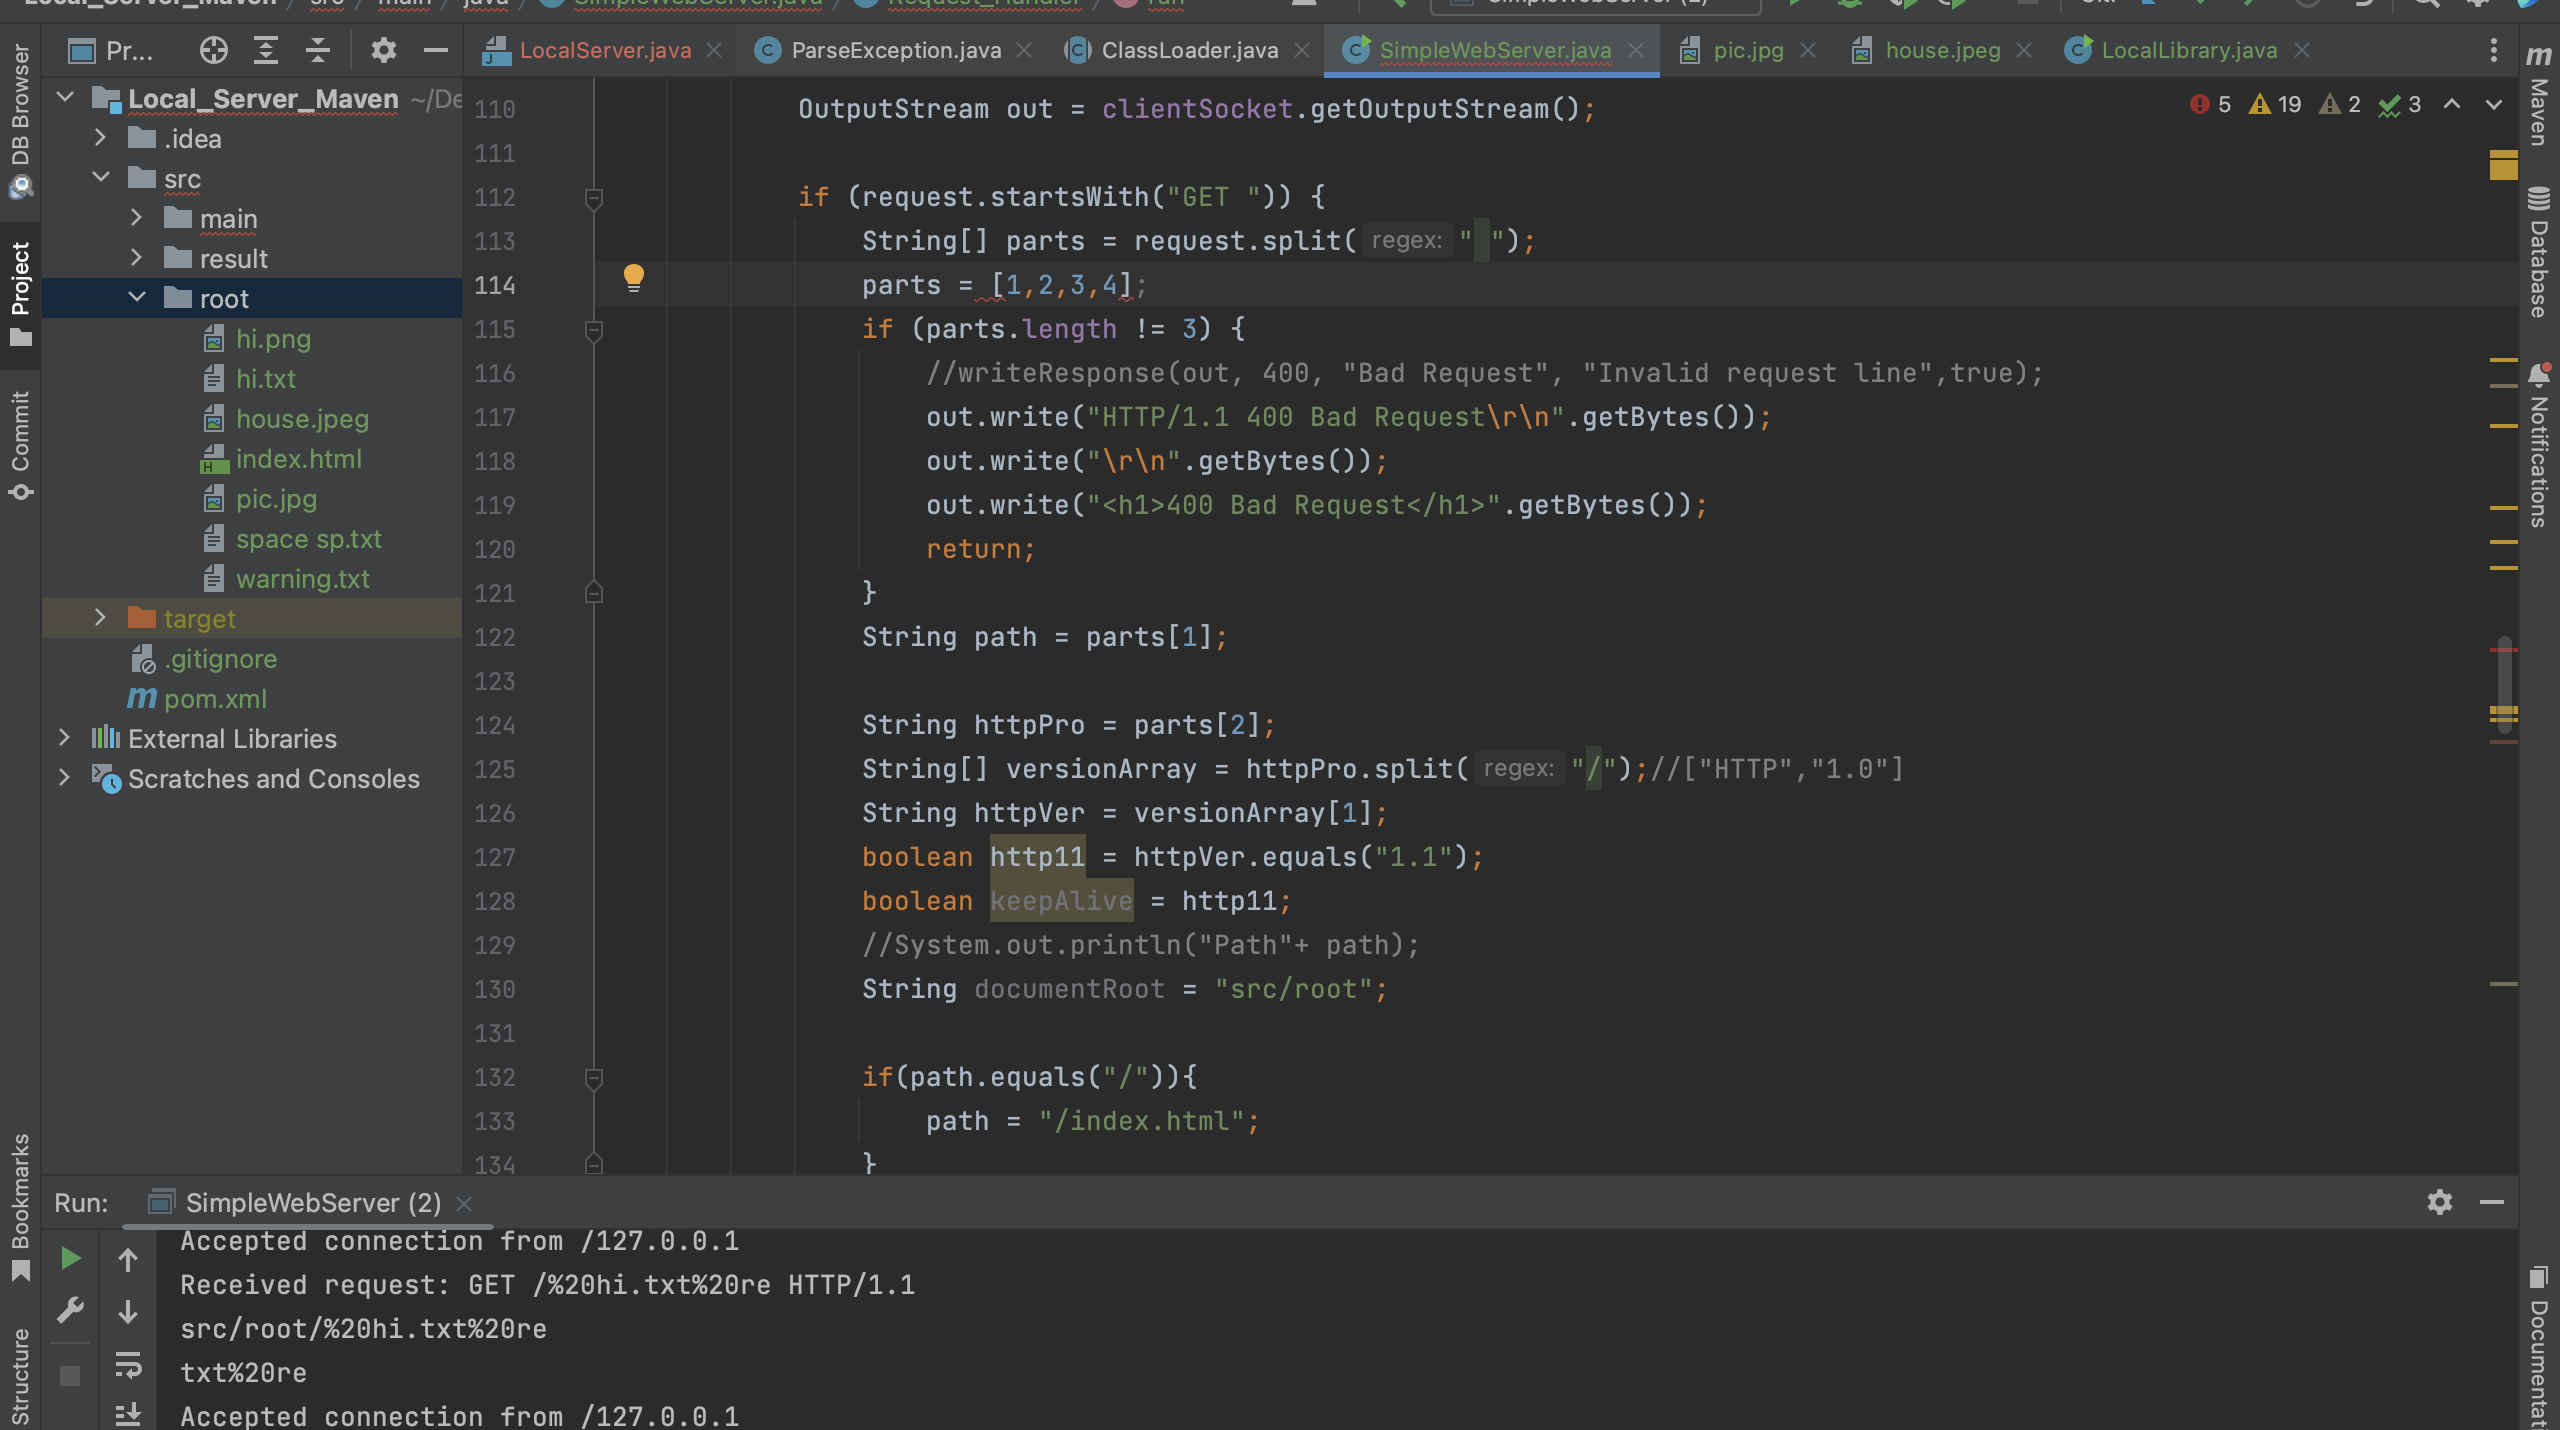 Local_Server_Maven / src / main / java / SimpleWebServer.java / Request_Handler / run
SimpleWebServer (2)
Pr...
LocalServer.java
ParseException.java
ClassLoader.java
SimpleWebServer.java
pic.jpg
house.jpeg
LocalLibrary.java
DB Browser
Project
Commit
Bookmarks
Structure
Local_Server_Maven ~/De
.idea
src
main
result
root
hi.png
hi.txt
house.jpeg
index.html
pic.jpg
space sp.txt
warning.txt
target
.gitignore
pom.xml
External Libraries
Scratches and Consoles
5 19 2 3
110 OutputStream out = clientSocket.getOutputStream();
111
112 if (request.startsWith("GET ")) {
113 String[] parts = request.split( regex: " ");
114 parts = [1,2,3,4];
115 if (parts.length != 3) {
116 //writeResponse(out, 400, "Bad Request", "Invalid request line",true);
117 out.write("HTTP/1.1 400 Bad Request\r\n".getBytes());
118 out.write("\r\n".getBytes());
119 out.write("<h1>400 Bad Request</h1>".getBytes());
120 return;
121 }
122 String path = parts[1];
123
124 String httpPro = parts[2];
125 String[] versionArray = httpPro.split( regex: "/");//["HTTP","1.0"]
126 String httpVer = versionArray[1];
127 boolean http11 = httpVer.equals("1.1");
128 boolean keepAlive = http11;
129 //System.out.println("Path"+ path);
130 String documentRoot = "src/root";
131
132 if(path.equals("/")){
133 path = "/index.html";
134 }
m
Maven
Database
Notifications
Documentati
Run: SimpleWebServer (2)
Accepted connection from /127.0.0.1
Received request: GET /%20hi.txt%20re HTTP/1.1
src/root/%20hi.txt%20re
txt%20re
Accepted connection from /127.0.0.1